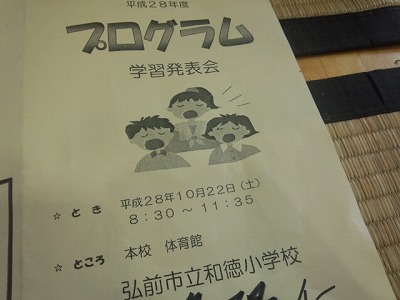 平成28年度
プログラム
学習発表会
☆ とき 平成28年10月22日(土)
8:30~11:35
☆ ところ 本校 体育館
弘前市立和徳小学校